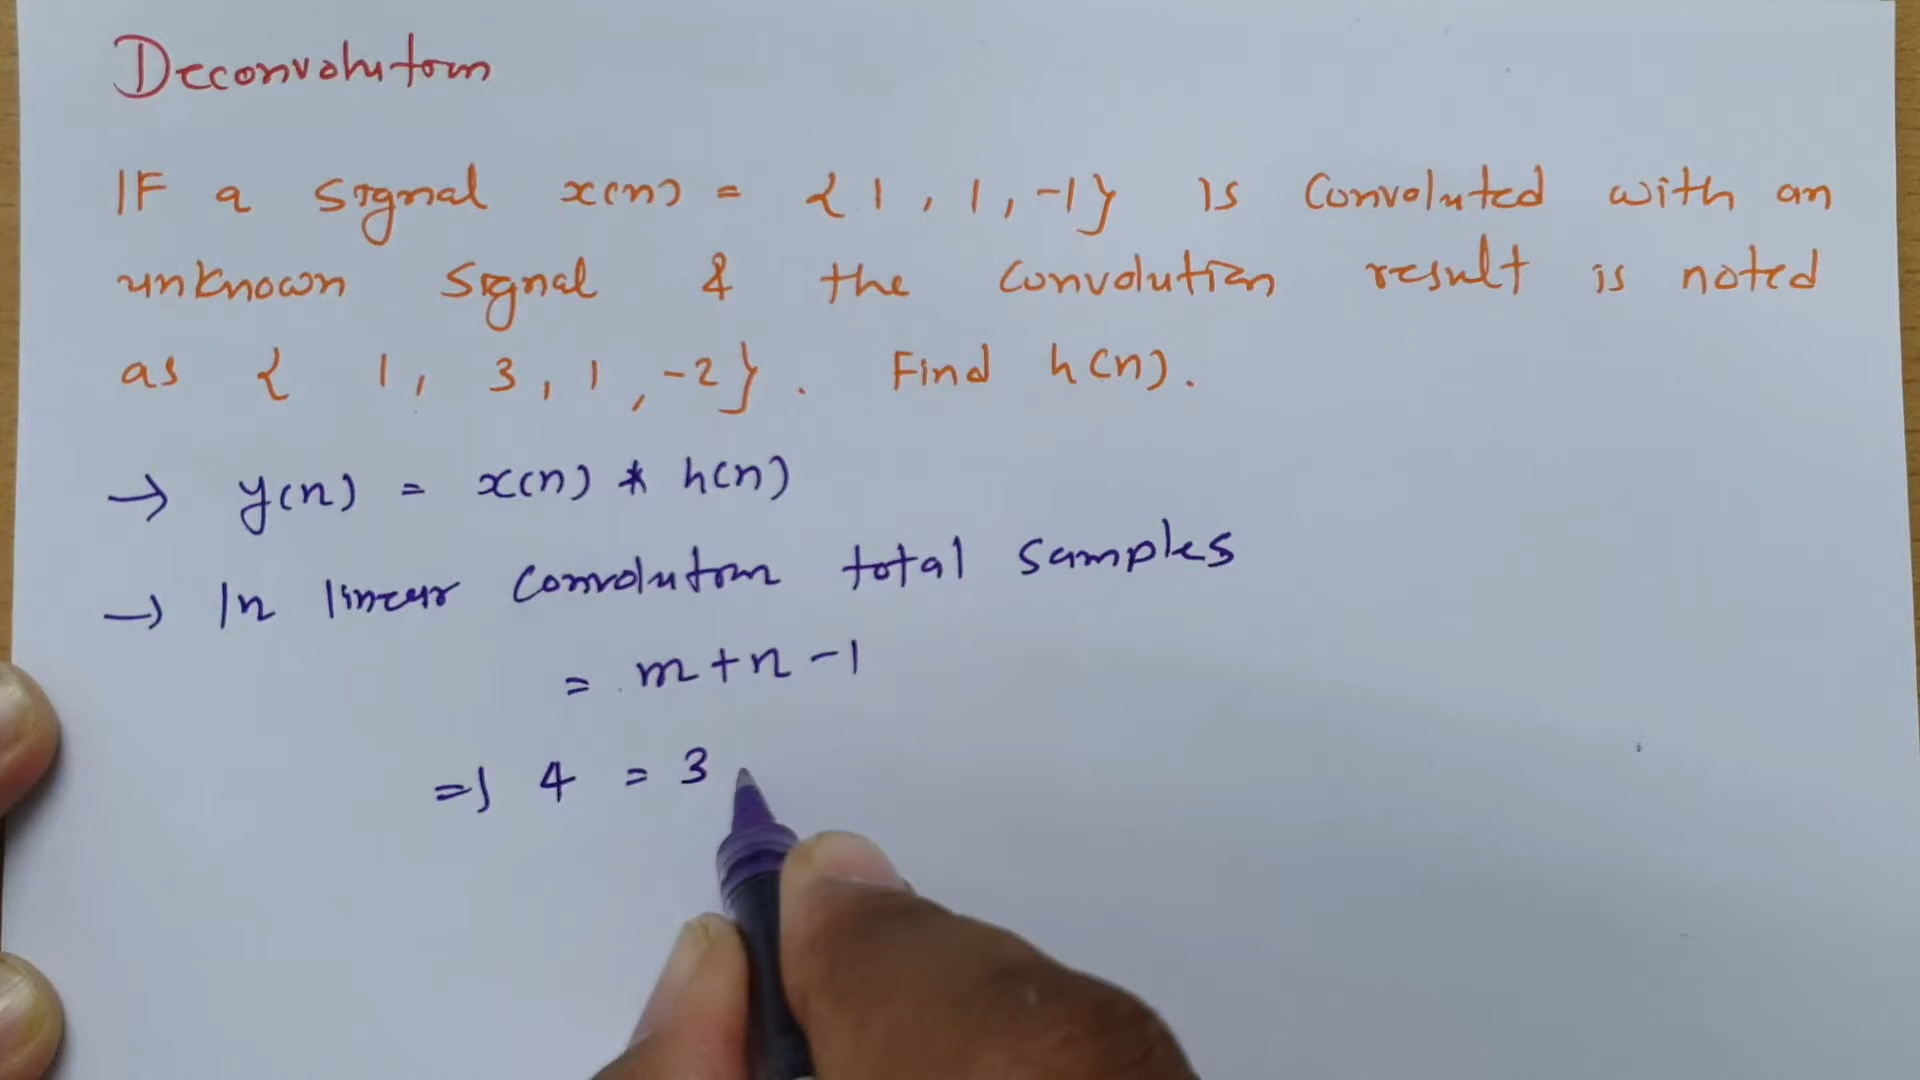 Deconvolution
IF a signal x(n) = {1, 1, -1} is Convoluted with an
unknown signal & the convolution result is noted
as { 1, 3, 1, -2}. Find h(n).
→ y(n) = x(n) * h(n)
→ In linear Convolution total samples
= m+n-1
⇒ 4 = 3